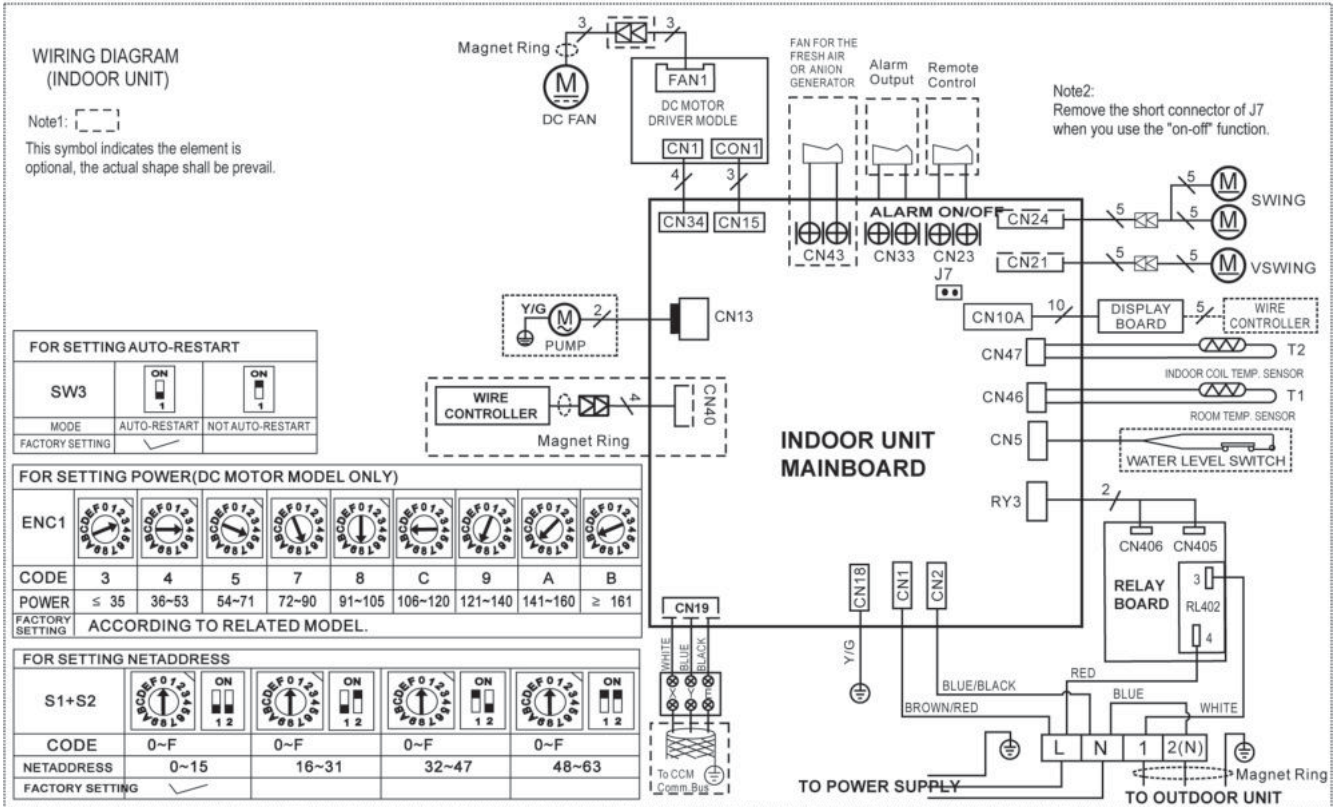 WIRING DIAGRAM
(INDOOR UNIT)
Note1:
This symbol indicates the element is
optional, the actual shape shall be prevail.
Magnet Ring
3
3
M
DC FAN
FAN1
DC MOTOR
DRIVER MODLE
CN1
CON1
4
3
CN34
CN15
FAN FOR THE
FRESH AIR
OR ANION
GENERATOR
Alarm
Output
Remote
Control
ALARM ON/OFF
CN43
CN33
CN23
J7
Note2:
Remove the short connector of J7
when you use the "on-off" function.
CN24
5
5
M
SWING
5
M
CN21
5
5
M
VSWING
CN10A
10
DISPLAY
BOARD
5
WIRE
CONTROLLER
CN47
T2
INDOOR COIL TEMP. SENSOR
CN46
T1
ROOM TEMP. SENSOR
CN5
WATER LEVEL SWITCH
RY3
2
CN406
CN405
RELAY
BOARD
3
RL402
4
Y/G
M
2
PUMP
CN13
WIRE
CONTROLLER
4
CN40
Magnet Ring
INDOOR UNIT
MAINBOARD
FOR SETTING AUTO-RESTART
SW3
ON
1
ON
1
MODE
AUTO-RESTART
NOT AUTO-RESTART
FACTORY SETTING
FOR SETTING POWER(DC MOTOR MODEL ONLY)
ENC1
CODE 3 4 5 7 8 C 9 A B
POWER ≤ 35 36~53 54~71 72~90 91~105 106~120 121~140 141~160 ≥ 161
FACTORY
SETTING
ACCORDING TO RELATED MODEL.
FOR SETTING NETADDRESS
S1+S2
ON
1 2
ON
1 2
ON
1 2
ON
1 2
CODE 0~F 0~F 0~F 0~F
NETADDRESS 0~15 16~31 32~47 48~63
FACTORY SETTING
CN19
WHITE
BLUE
BLACK
X
Y
E
To CCM
Comm.Bus
CN18
CN1
CN2
Y/G
BLUE/BLACK
BROWN/RED
RED
BLUE
WHITE
L
N
1
2(N)
TO POWER SUPPLY
Magnet Ring
TO OUTDOOR UNIT